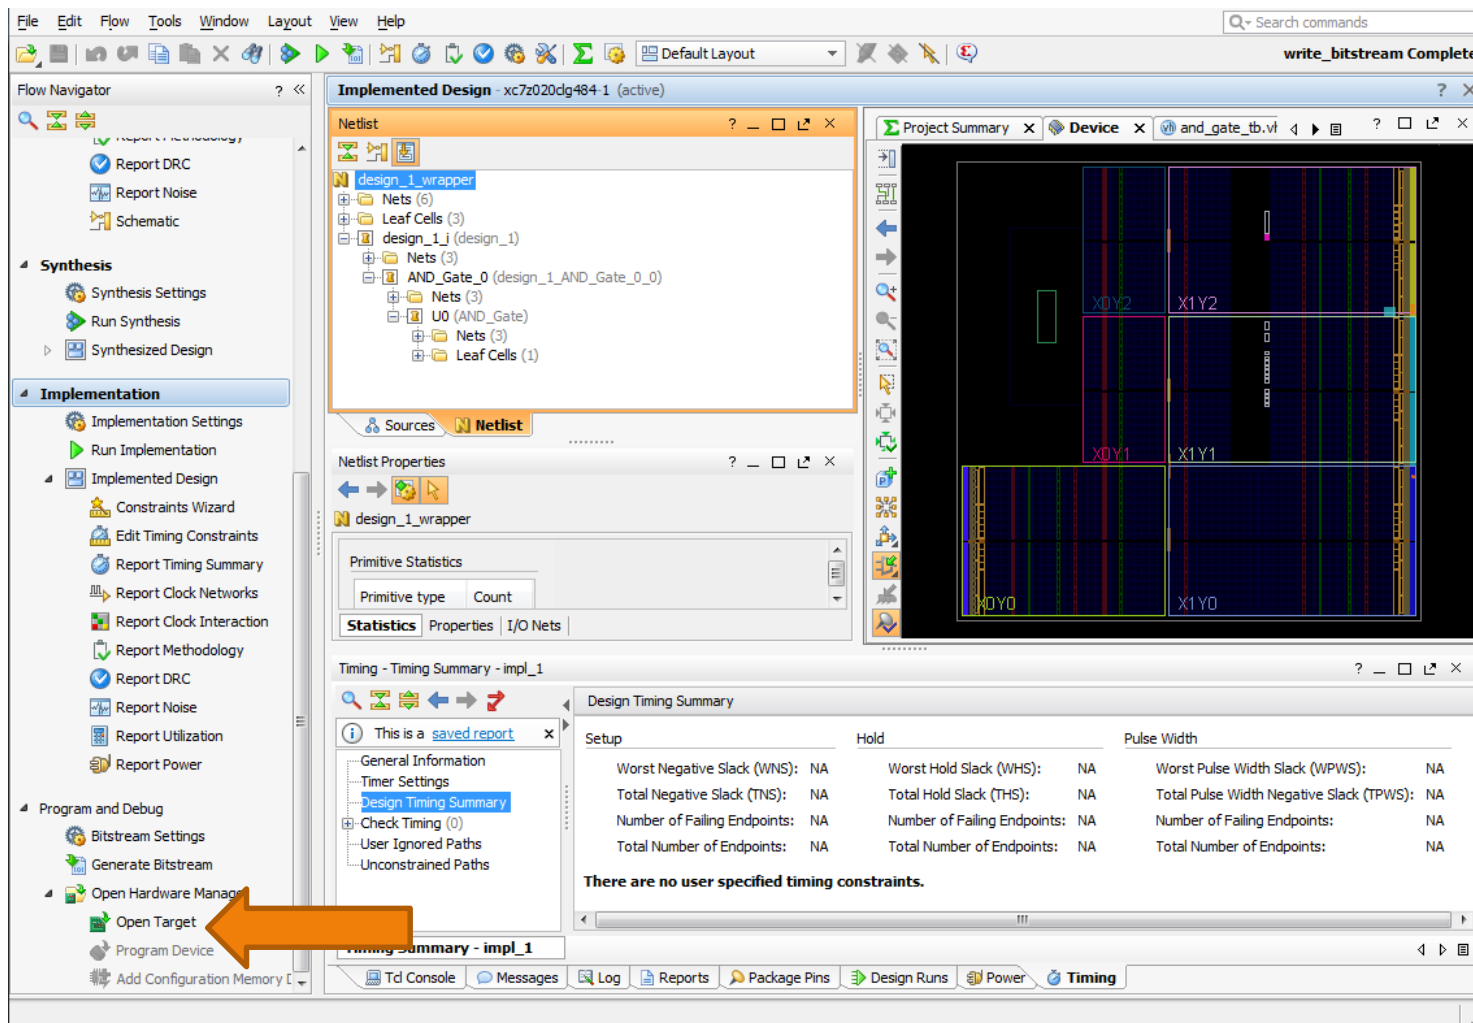 File Edit Flow Tools Window Layout View Help
Search commands
Default Layout
write_bitstream Complete
Flow Navigator
Report DRC
Report Noise
Schematic
Synthesis
Synthesis Settings
Run Synthesis
Synthesized Design
Implementation
Implementation Settings
Run Implementation
Implemented Design
Constraints Wizard
Edit Timing Constraints
Report Timing Summary
Report Clock Networks
Report Clock Interaction
Report Methodology
Report DRC
Report Noise
Report Utilization
Report Power
Program and Debug
Bitstream Settings
Generate Bitstream
Open Hardware Manage
Open Target
Program Device
Add Configuration Memory D
Implemented Design - xc7z020clg484-1 (active)
Netlist
design_1_wrapper
Nets (6)
Leaf Cells (3)
design_1_i (design_1)
Nets (3)
AND_Gate_0 (design_1_AND_Gate_0_0)
Nets (3)
U0 (AND_Gate)
Nets (3)
Leaf Cells (1)
Sources Netlist
Netlist Properties
design_1_wrapper
Primitive Statistics
Primitive type Count
Statistics Properties I/O Nets
Project Summary Device and_gate_tb.vh
X0Y2 X1Y2
X0Y1 X1Y1
X0Y0 X1Y0
Timing - Timing Summary - impl_1
This is a saved report
General Information
Timer Settings
Design Timing Summary
Check Timing (0)
User Ignored Paths
Unconstrained Paths
Design Timing Summary
Setup Hold Pulse Width
Worst Negative Slack (WNS): NA Worst Hold Slack (WHS): NA Worst Pulse Width Slack (WPWS): NA
Total Negative Slack (TNS): NA Total Hold Slack (THS): NA Total Pulse Width Negative Slack (TPWS): NA
Number of Failing Endpoints: NA Number of Failing Endpoints: NA Number of Failing Endpoints: NA
Total Number of Endpoints: NA Total Number of Endpoints: NA Total Number of Endpoints: NA
There are no user specified timing constraints.
Summary - impl_1
Tcl Console Messages Log Reports Package Pins Design Runs Power Timing